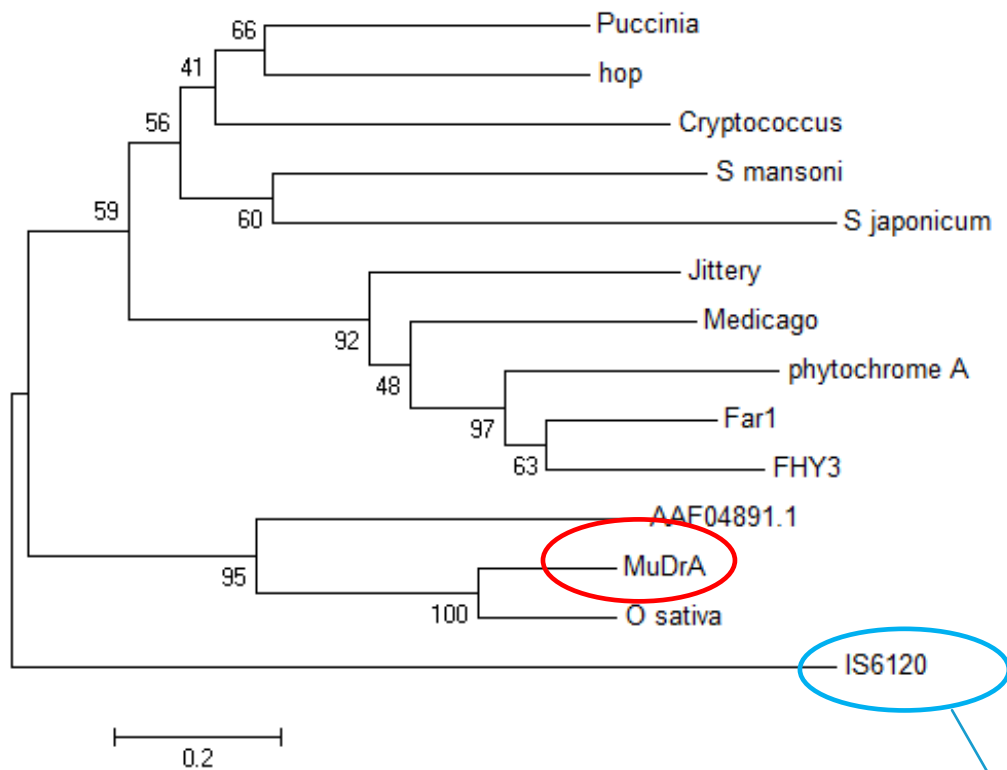 Puccinia
66
hop
41
Cryptococcus
56
S mansoni
59
60
S japonicum
Jittery
92
Medicago
48
phytochrome A
97
Far1
63
FHY3
AAF04891.1
95
MuDrA
100
O sativa
IS6120
0.2